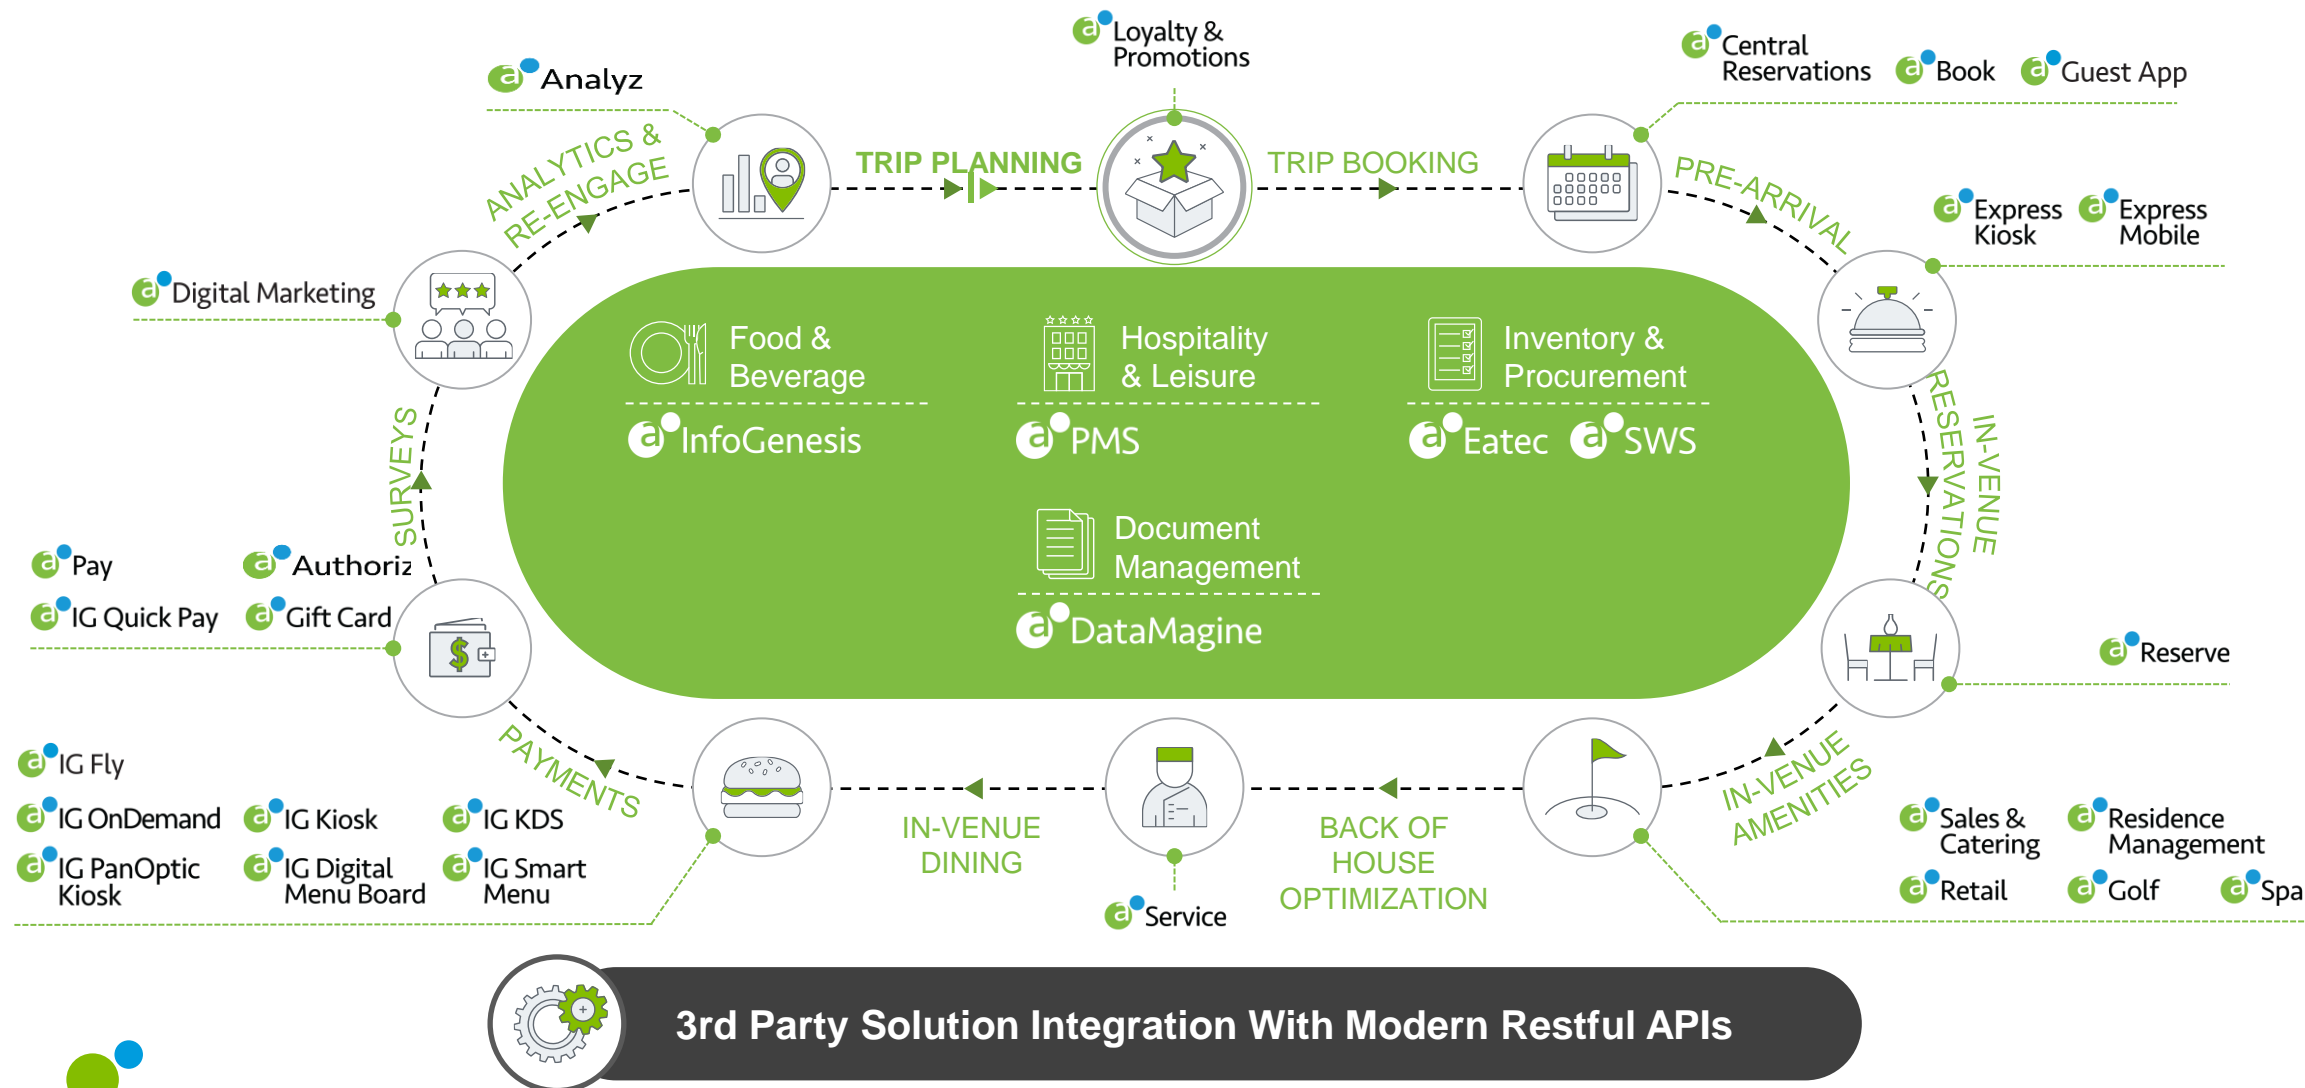 Loyalty &
Promotions
Central
Reservations
Book
Guest App
Analyz
ANALYTICS &
RE-ENGAGE
TRIP PLANNING
TRIP BOOKING
PRE-ARRIVAL
Express
Kiosk
Express
Mobile
Digital Marketing
Food &
Beverage
InfoGenesis
Hospitality
& Leisure
PMS
Inventory &
Procurement
Eatec
SWS
IN-VENUE
RESERVATIONS
SURVEYS
Document
Management
DataMagine
Pay
Authoriz
IG Quick Pay
Gift Card
Reserve
PAYMENTS
IN-VENUE
AMENITIES
IG Fly
IG OnDemand
IG Kiosk
IG KDS
IG PanOptic
Kiosk
IG Digital
Menu Board
IG Smart
Menu
IN-VENUE
DINING
BACK OF
HOUSE
OPTIMIZATION
Service
Sales &
Catering
Residence
Management
Retail
Golf
Spa
3rd Party Solution Integration With Modern Restful APIs